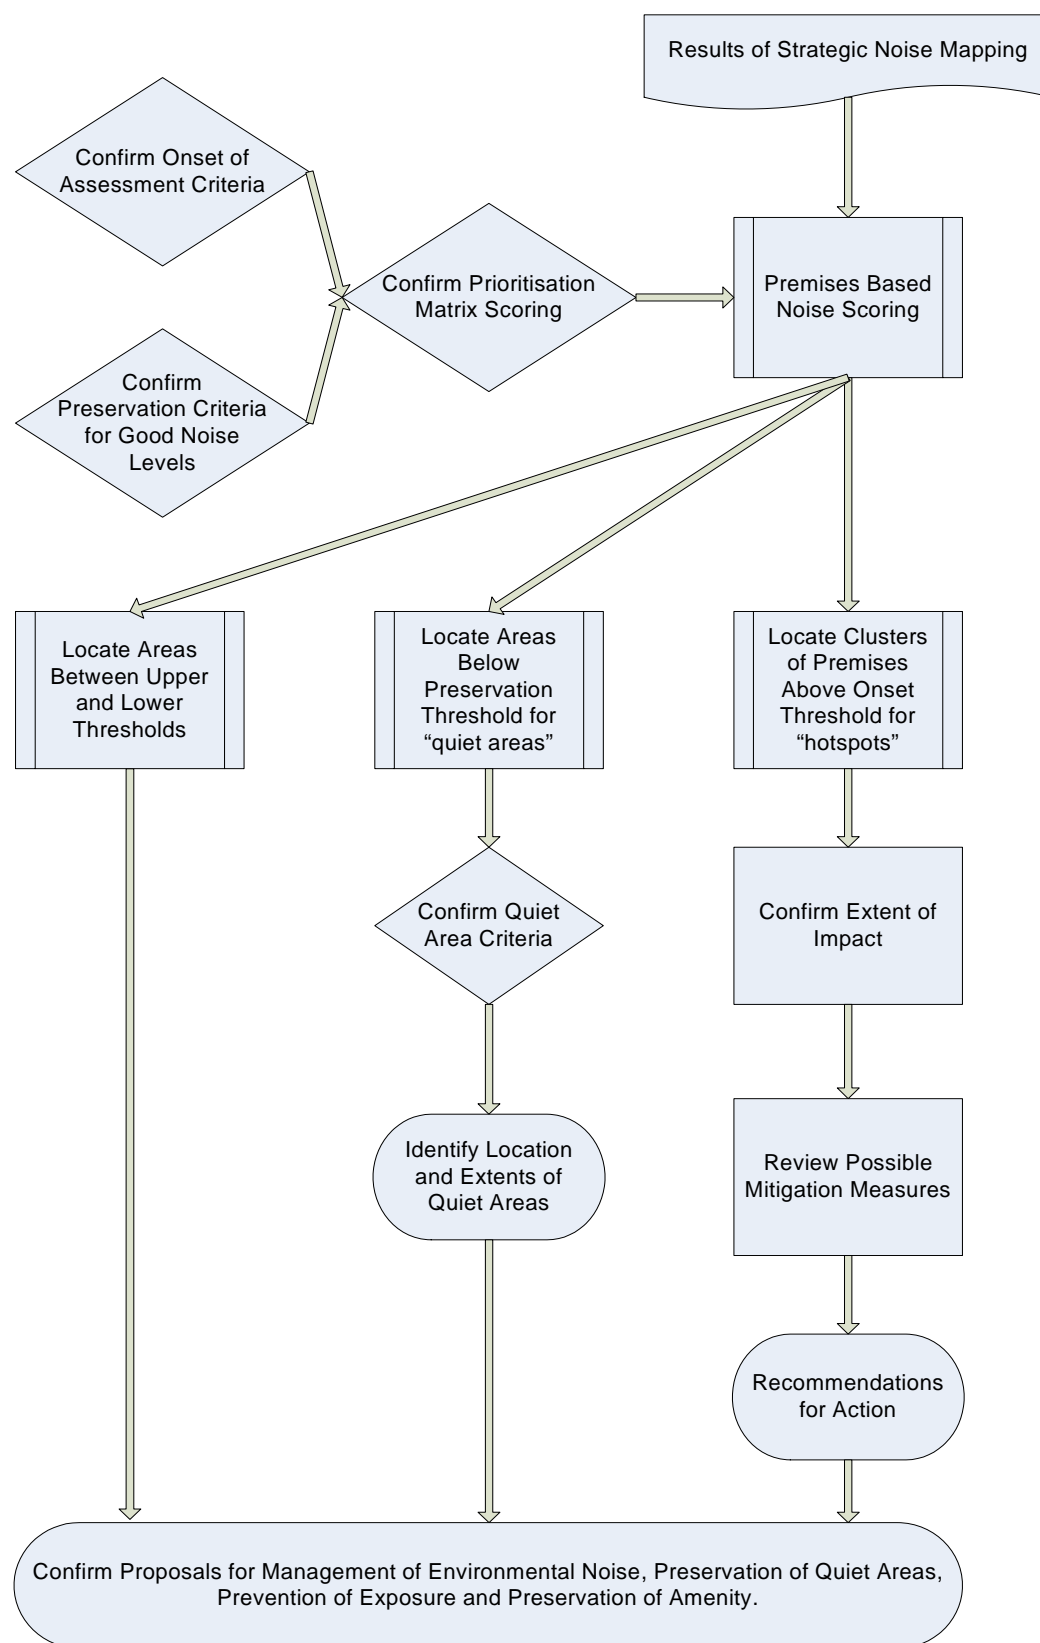 Results of Strategic Noise Mapping
Confirm Onset of
Assessment Criteria
Confirm Prioritisation
Matrix Scoring
Premises Based
Noise Scoring
Confirm
Preservation Criteria
for Good Noise
Levels
Locate Areas
Between Upper
and Lower
Thresholds
Locate Areas
Below
Preservation
Threshold for
“quiet areas”
Locate Clusters
of Premises
Above Onset
Threshold for
“hotspots”
Confirm Quiet
Area Criteria
Confirm Extent of
Impact
Identify Location
and Extents of
Quiet Areas
Review Possible
Mitigation Measures
Recommendations
for Action
Confirm Proposals for Management of Environmental Noise, Preservation of Quiet Areas,
Prevention of Exposure and Preservation of Amenity.